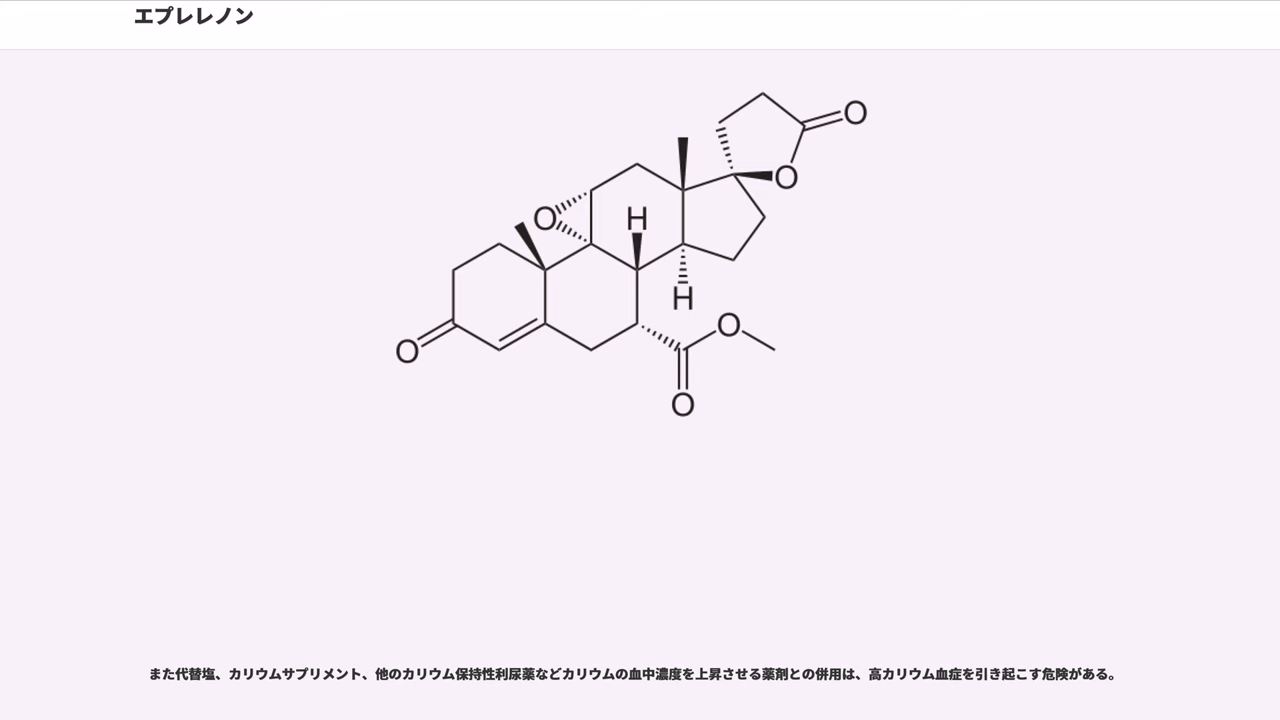 エプレレノン
O
O
O
H
H
O
O
O
また代替塩、カリウムサプリメント、他のカリウム保持性利尿薬などカリウムの血中濃度を上昇させる薬剤との併用は、高カリウム血症を引き起こす危険がある。